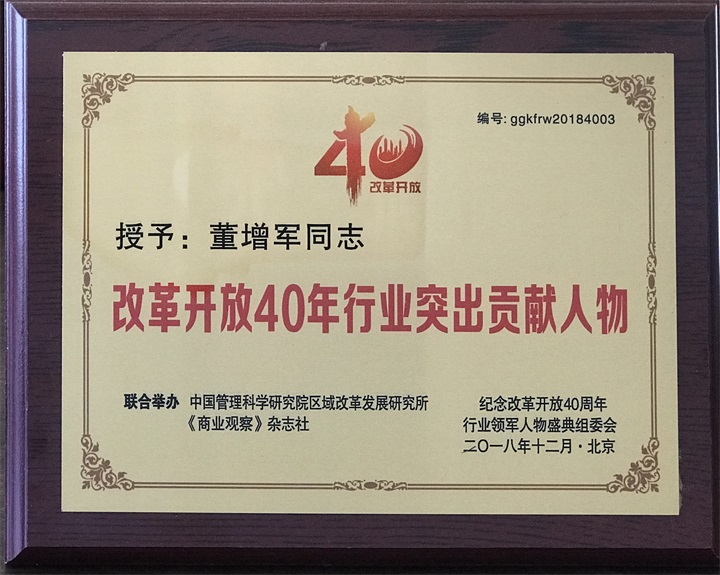 编号: ggkfrw20184003
40
改革开放
授予：董增军同志
改革开放40年行业突出贡献人物
联合举办 中国管理科学研究院区域改革发展研究所
《商业观察》杂志社
纪念改革开放40周年
行业领军人物盛典组委会
二〇一八年十二月·北京